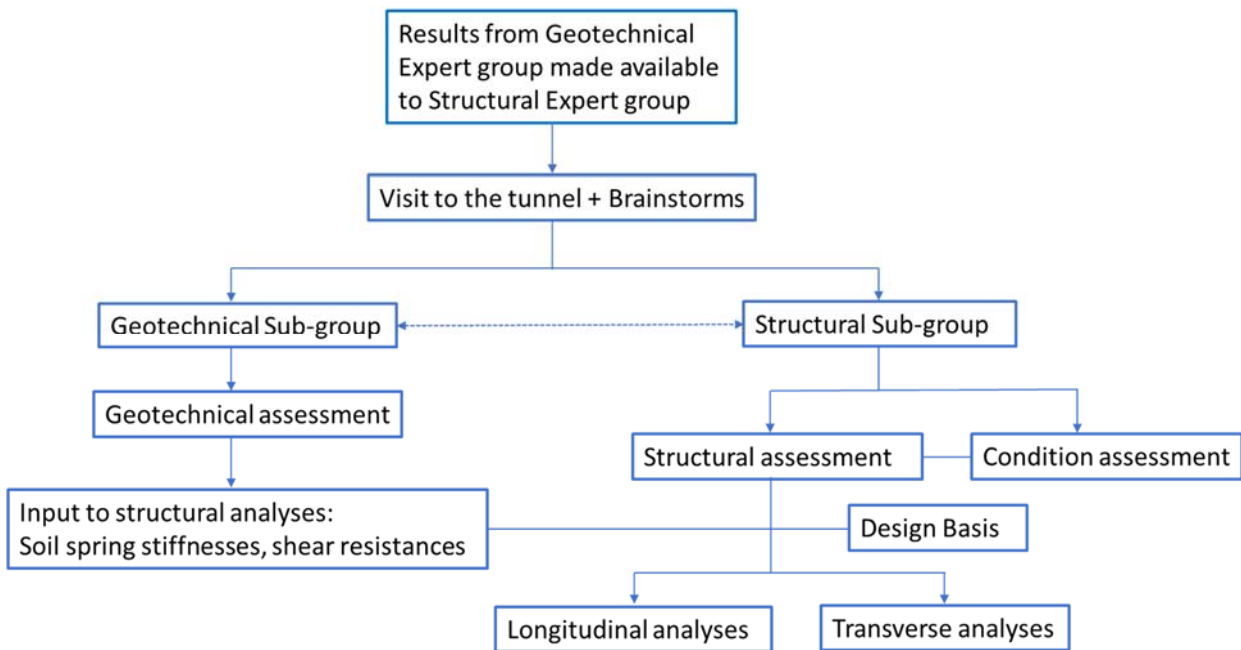 Results from Geotechnical
Expert group made available
to Structural Expert group
Visit to the tunnel + Brainstorms
Geotechnical Sub-group
Structural Sub-group
Geotechnical assessment
Structural assessment
Condition assessment
Input to structural analyses:
Soil spring stiffnesses, shear resistances
Design Basis
Longitudinal analyses
Transverse analyses